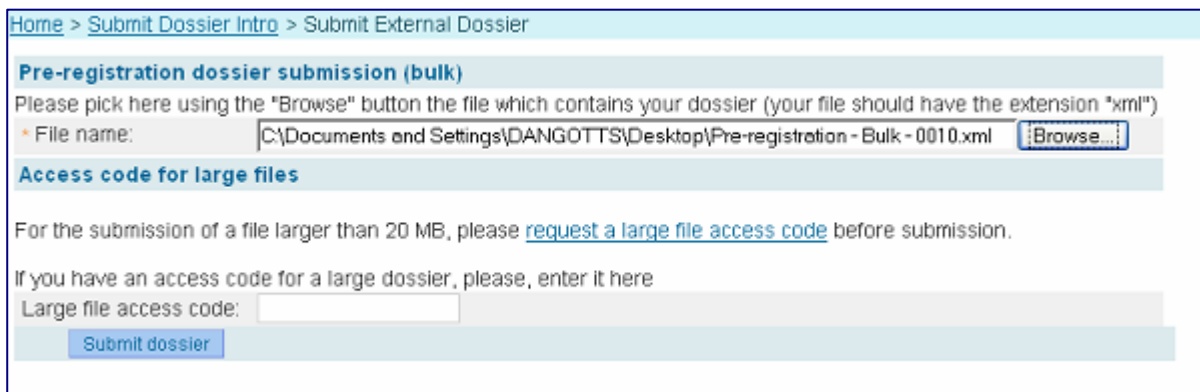 Home > Submit Dossier Intro > Submit External Dossier
Pre-registration dossier submission (bulk)
Please pick here using the "Browse" button the file which contains your dossier (your file should have the extension "xml")
* File name: C:\Documents and Settings\DANGOTTS\Desktop\Pre-registration - Bulk - 0010.xml Browse...
Access code for large files
For the submission of a file larger than 20 MB, please request a large file access code before submission.
If you have an access code for a large dossier, please, enter it here
Large file access code:
Submit dossier